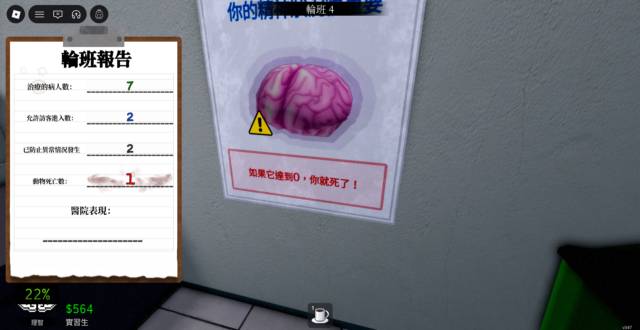 輪班 4
輪班報告
治療的病人數: 7
允許訪客進入數: 2
已防止異常情況發生 2
動物死亡數: 1
醫院表現:
如果它達到0，你就死了！
22%
理智
$564
實習生
1